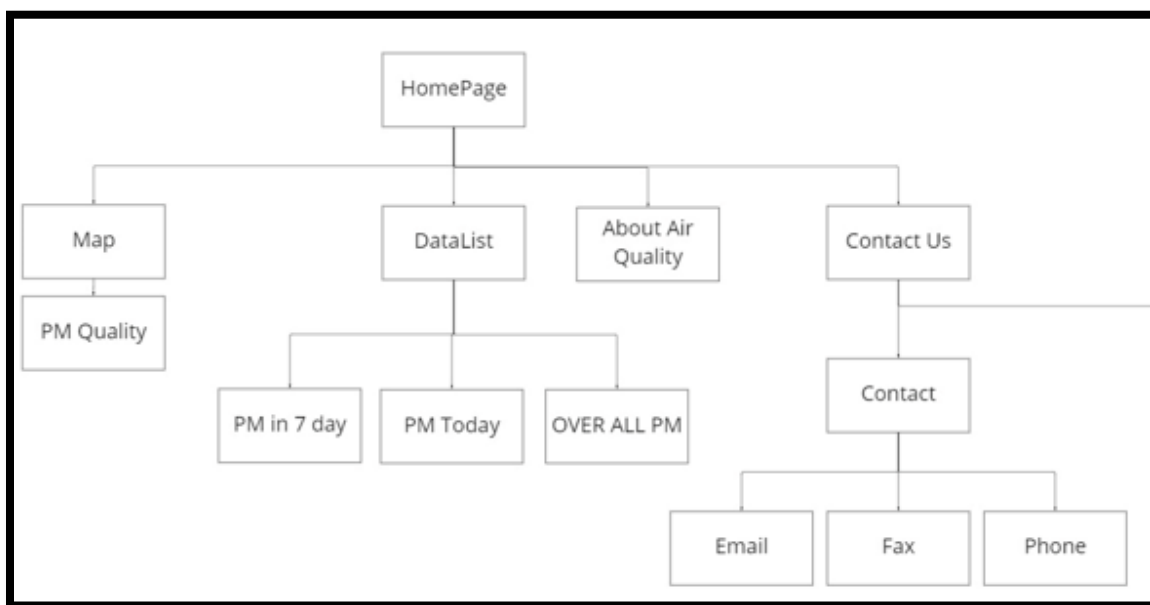 HomePage
Map
DataList
About Air
Quality
Contact Us
PM Quality
PM in 7 day
PM Today
OVER ALL PM
Contact
Email
Fax
Phone